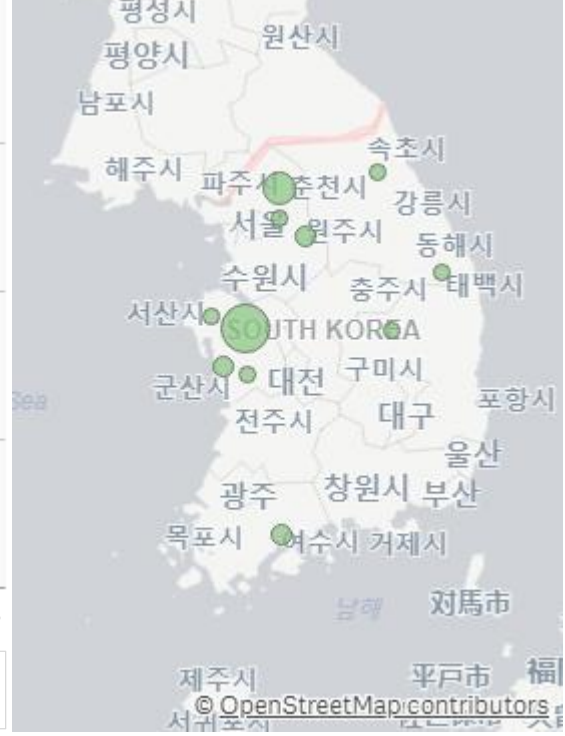 평성시
원산시
평양시
남포시
속초시
해주시
파주시
춘천시
강릉시
서울
원주시
동해시
수원시
충주시
태백시
서산시
SOUTH KOREA
구미시
대전
군산시
Sea
포항시
대구
전주시
울산
창원시
부산
광주
목포시
여수시
거제시
남해
対馬市
제주시
平戸市
© OpenStreetMap contributors
서귀포시